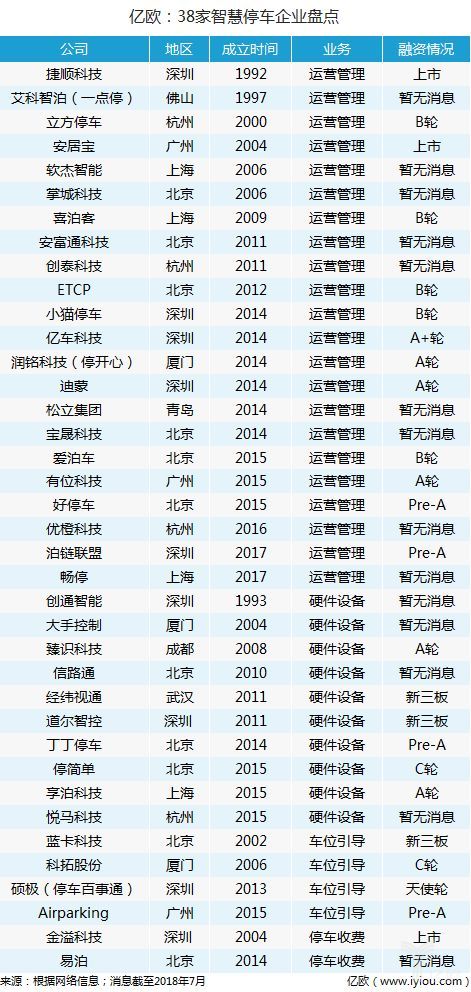 亿欧：38家智慧停车企业盘点
公司 地区 成立时间 业务 融资情况
捷顺科技 深圳 1992 运营管理 上市
艾科智泊（一点停） 佛山 1997 运营管理 暂无消息
立方停车 杭州 2000 运营管理 B轮
安居宝 广州 2004 运营管理 上市
软杰智能 上海 2006 运营管理 暂无消息
掌城科技 北京 2006 运营管理 暂无消息
喜泊客 上海 2009 运营管理 B轮
安富通科技 北京 2011 运营管理 暂无消息
创泰科技 杭州 2011 运营管理 暂无消息
ETCP 北京 2012 运营管理 B轮
小猫停车 深圳 2014 运营管理 B轮
亿车科技 深圳 2014 运营管理 A+轮
润铭科技（停开心） 厦门 2014 运营管理 A轮
迪蒙 深圳 2014 运营管理 A轮
松立集团 青岛 2014 运营管理 暂无消息
宝晟科技 北京 2014 运营管理 暂无消息
爱泊车 北京 2015 运营管理 B轮
有位科技 广州 2015 运营管理 A轮
好停车 北京 2015 运营管理 Pre-A
优橙科技 杭州 2016 运营管理 暂无消息
泊链联盟 深圳 2017 运营管理 Pre-A
畅停 上海 2017 运营管理 暂无消息
创通智能 深圳 1993 硬件设备 暂无消息
大手控制 厦门 2004 硬件设备 暂无消息
臻识科技 成都 2008 硬件设备 A轮
信路通 北京 2010 硬件设备 暂无消息
经纬视通 武汉 2011 硬件设备 新三板
道尔智控 深圳 2011 硬件设备 新三板
丁丁停车 北京 2014 硬件设备 Pre-A
停简单 北京 2015 硬件设备 C轮
享泊科技 上海 2015 硬件设备 A轮
悦马科技 杭州 2015 硬件设备 暂无消息
蓝卡科技 北京 2002 车位引导 新三板
科拓股份 厦门 2006 车位引导 C轮
硕极（停车百事通） 深圳 2013 车位引导 天使轮
Airparking 广州 2015 车位引导 Pre-A
金溢科技 深圳 2004 停车收费 上市
易泊 北京 2014 停车收费 暂无消息
来源：根据网络信息；消息截至2018年7月 亿欧（www.iyiou.com）